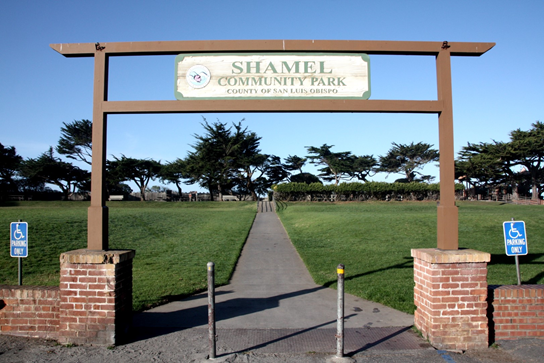 SHAMEL
COMMUNITY PARK
COUNTY OF SAN LUIS OBISPO
PARKING
ONLY
PARKING
ONLY